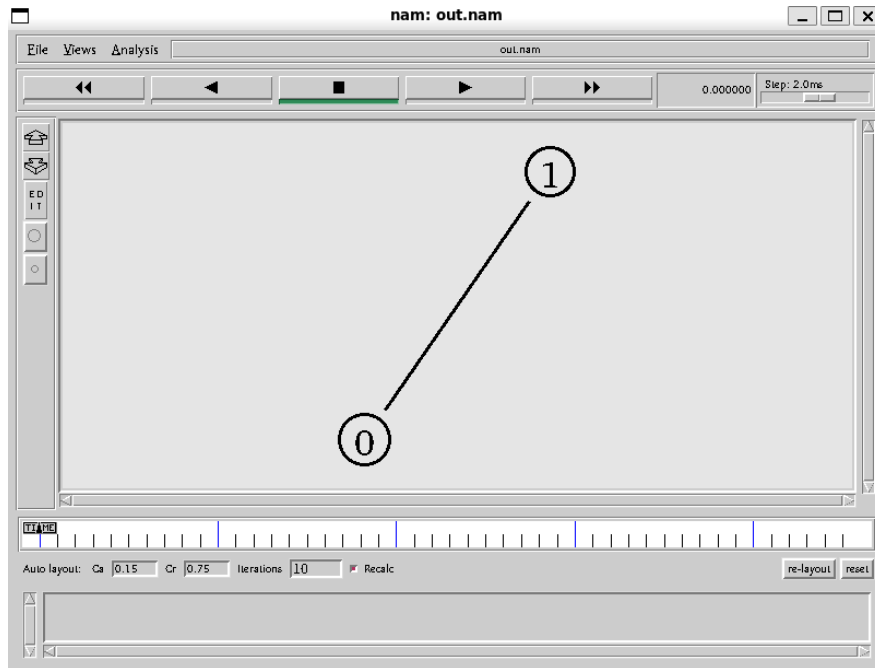 nam: out.nam
File Views Analysis out.nam
0.000000 Step: 2.0ms
1
E D
I T
0
TIME
Auto layout: Ca 0.15 Cr 0.75 Iterations 10 Recalc re-layout reset